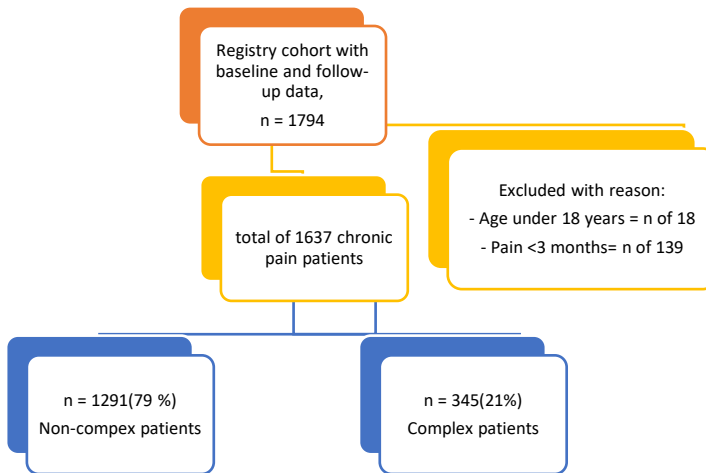 Registry cohort with
baseline and follow-
up data,
n = 1794
Excluded with reason:
- Age under 18 years = n of 18
- Pain <3 months= n of 139
total of 1637 chronic
pain patients
n = 1291(79 %)
Non-compex patients
n = 345(21%)
Complex patients